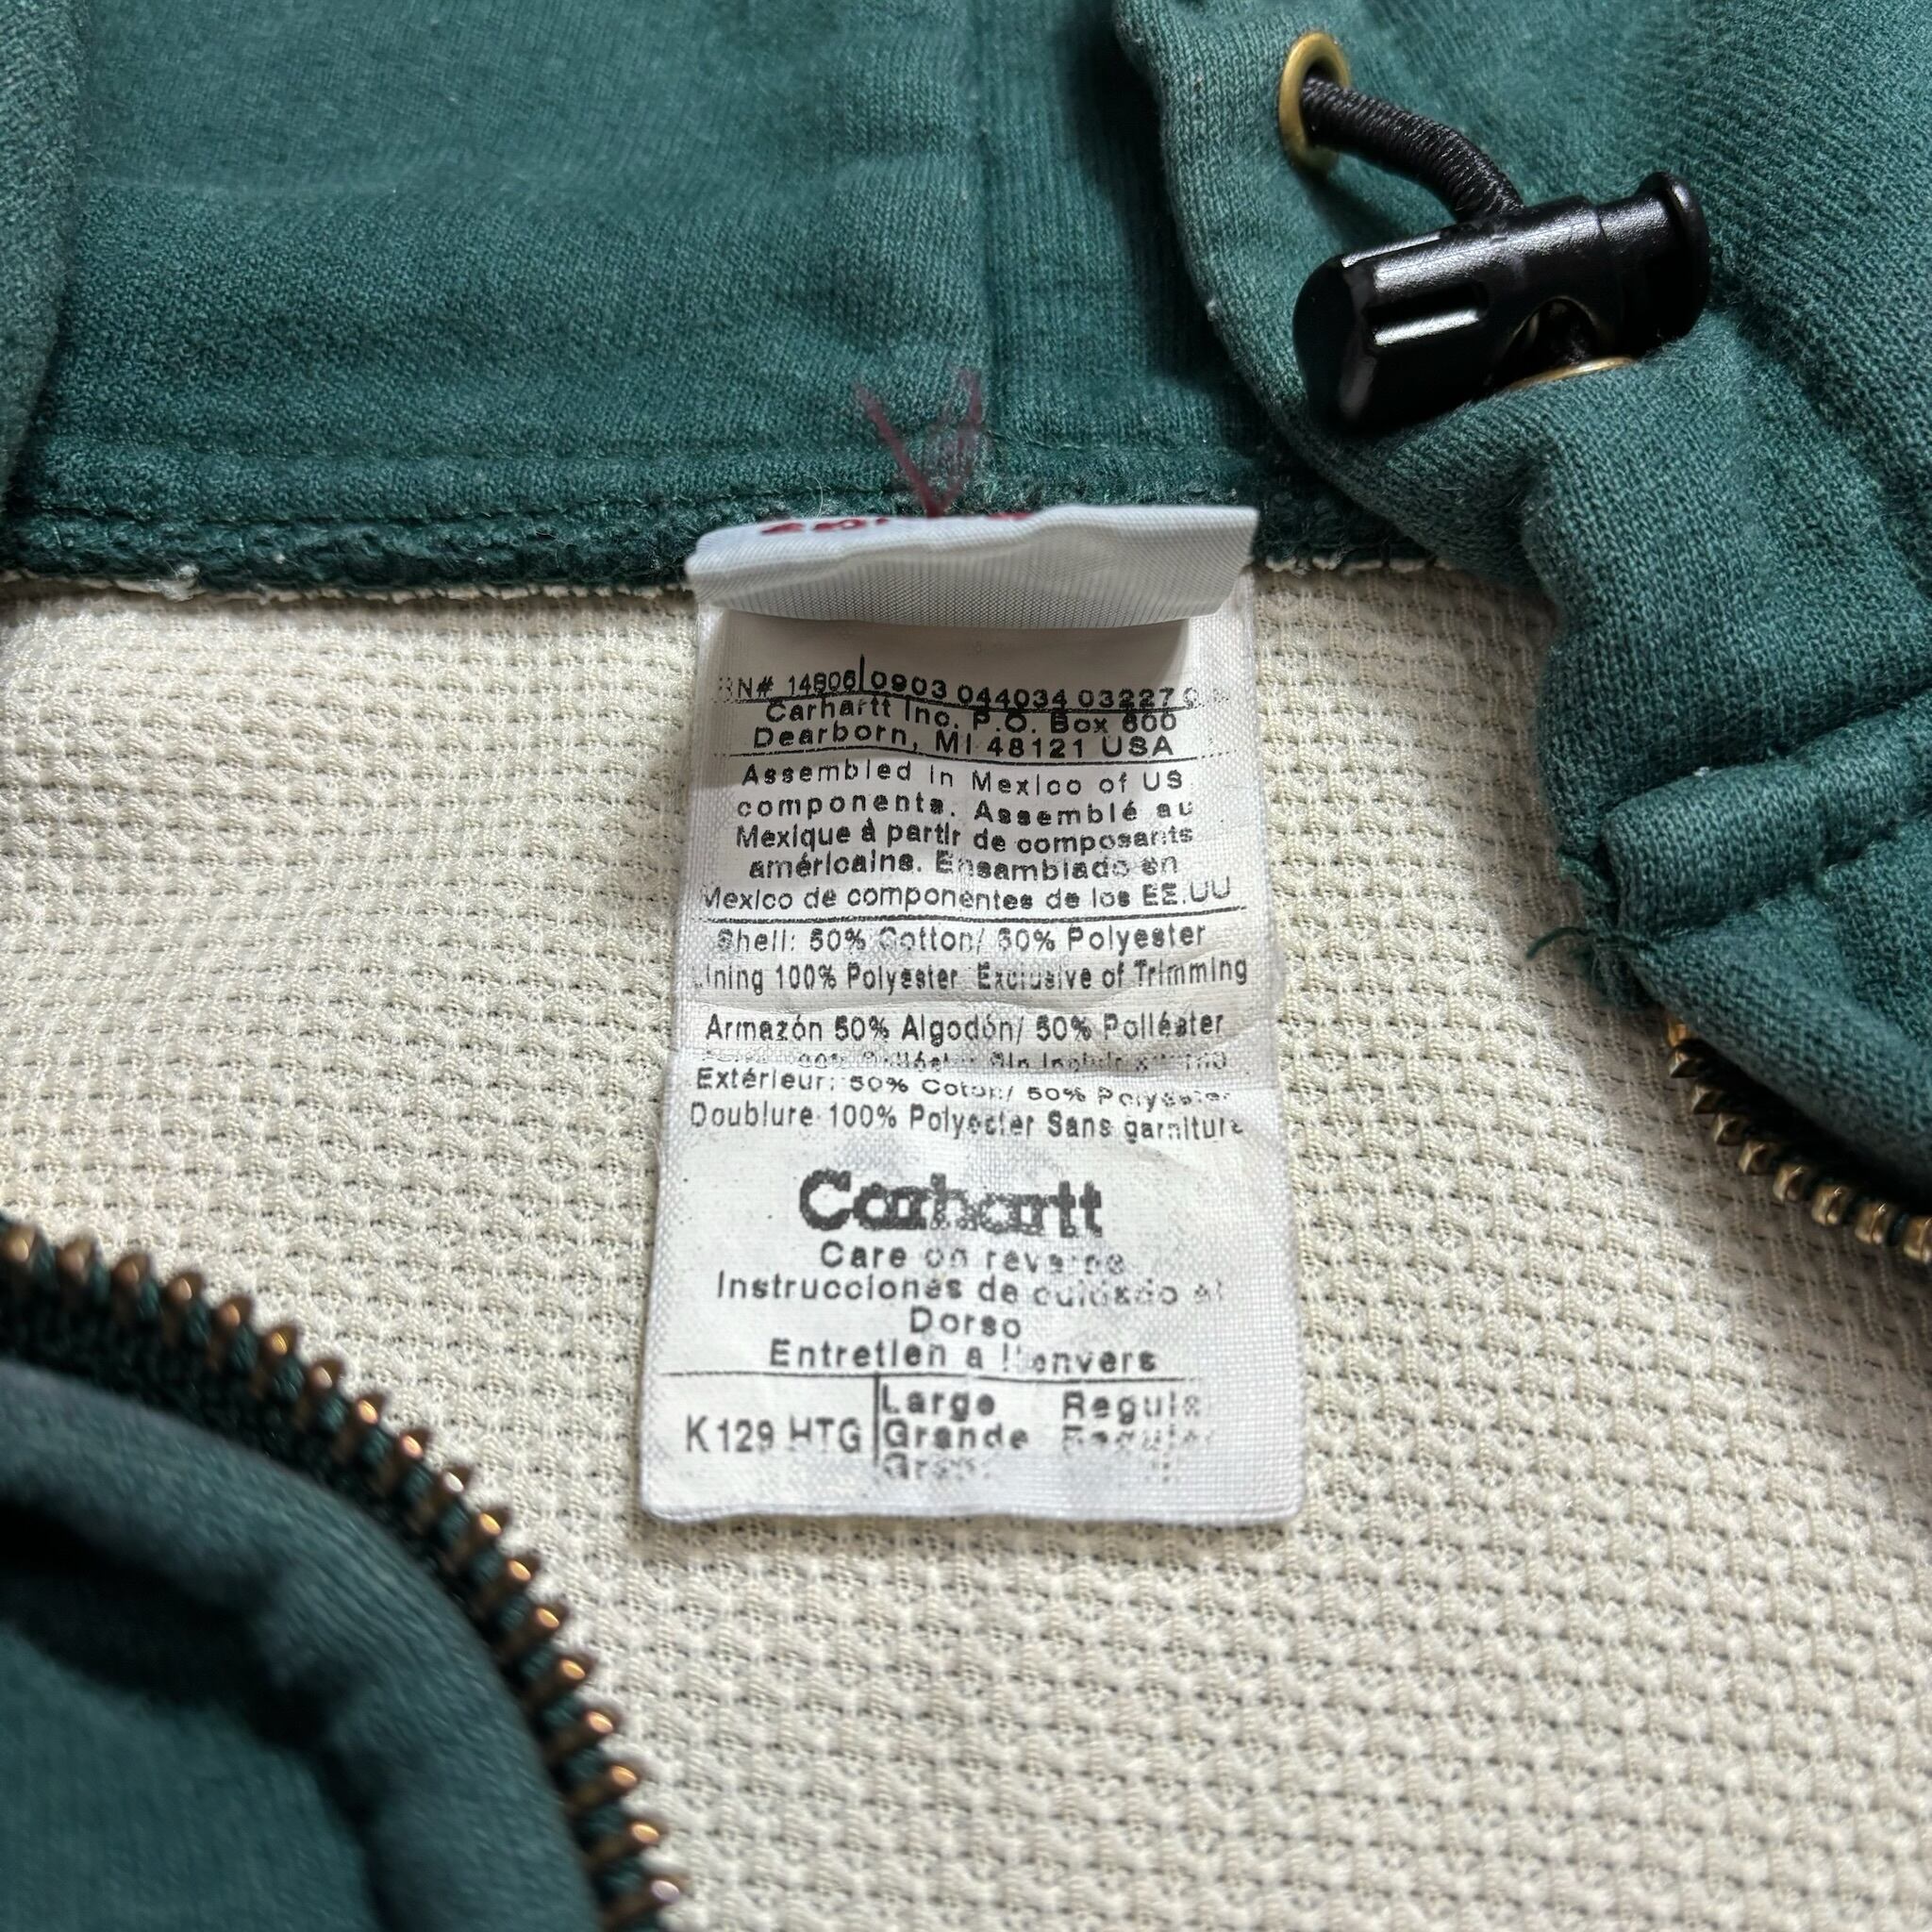 RN# 14806 0903 044034 03227
Carhartt Inc. P.O. Box 600
Dearborn, MI 48121 USA
Assembled in Mexico of US
components. Assemblé au
Mexique à partir de composants
américains. Ensamblado en
Mexico de componentes de los EE.UU
Shell: 50% Cotton/ 50% Polyester
Lining 100% Polyester Exclusive of Trimming
Armazón 50% Algodón/ 50% Poliéster
Extérieur: 50% Coton/ 50% Polyester
Doublure 100% Polyester Sans garniture
Carhartt
Care on reverse
Instrucciones de cuidado al
Dorso
Entretien a l'envers
K129 HTG Large Regular
Grande Regular